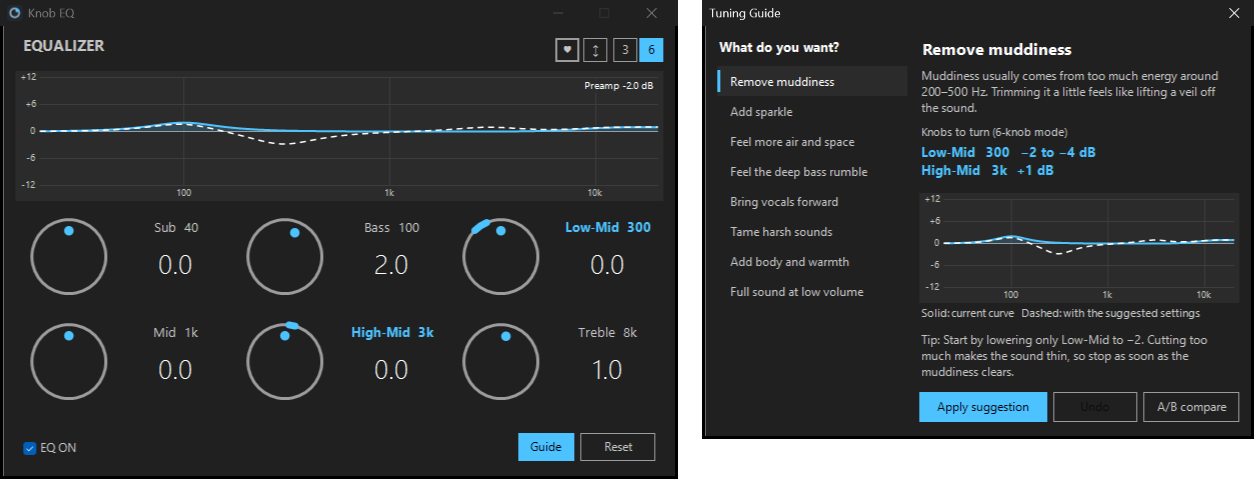 Knob EQ
EQUALIZER
♥ ↕ 3 6
Preamp -2.0 dB
+12
+6
0
-6
-12
100 1k 10k
Sub 40
0.0
Bass 100
2.0
Low-Mid 300
0.0
Mid 1k
0.0
High-Mid 3k
0.0
Treble 8k
1.0
EQ ON
Guide
Reset
Tuning Guide
What do you want?
Remove muddiness
Add sparkle
Feel more air and space
Feel the deep bass rumble
Bring vocals forward
Tame harsh sounds
Add body and warmth
Full sound at low volume
Remove muddiness
Muddiness usually comes from too much energy around
200–500 Hz. Trimming it a little feels like lifting a veil off
the sound.
Knobs to turn (6-knob mode)
Low-Mid 300 −2 to −4 dB
High-Mid 3k +1 dB
+12
+6
0
-6
-12
100 1k 10k
Solid: current curve Dashed: with the suggested settings
Tip: Start by lowering only Low-Mid to −2. Cutting too
much makes the sound thin, so stop as soon as the
muddiness clears.
Apply suggestion
Undo
A/B compare